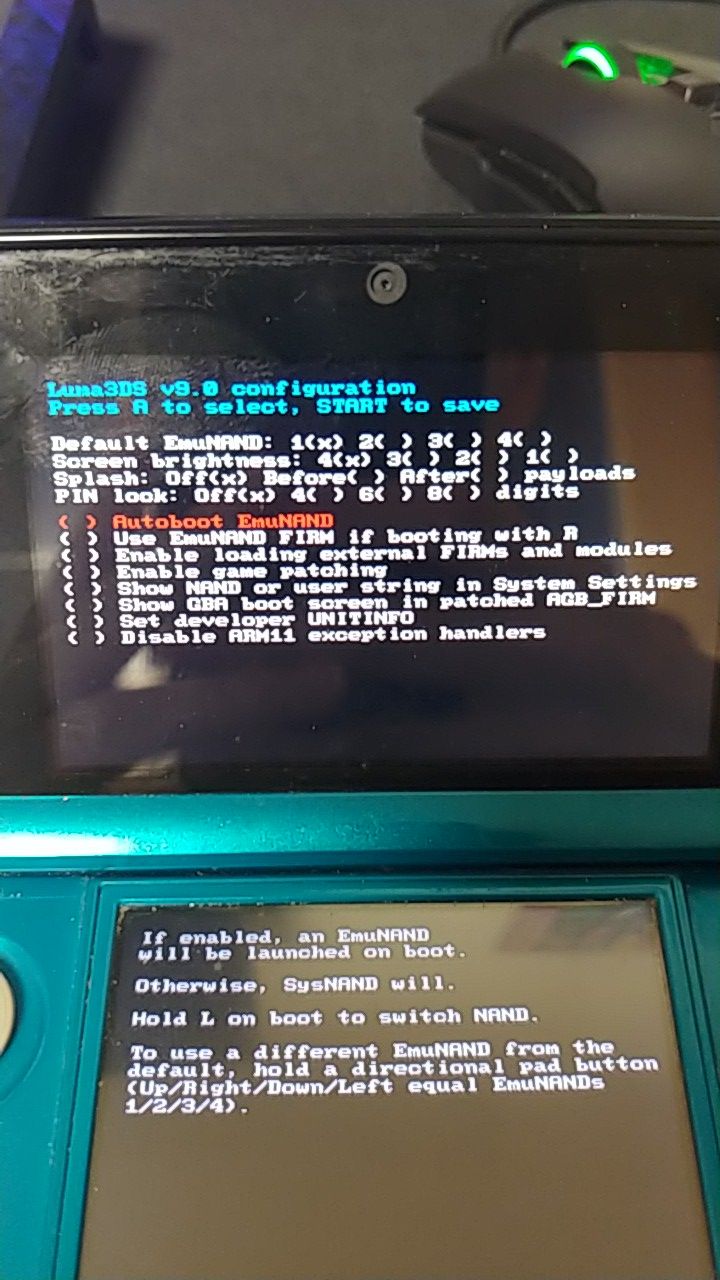 Luma3DS v9.0 configuration
Press A to select, START to save
Default EmuNAND: 1(x) 2( ) 3( ) 4( )
Screen brightness: 4(x) 3( ) 2( ) 1( )
Splash: Off(x) Before( ) After( ) payloads
PIN lock: Off(x) 4( ) 6( ) 8( ) digits
( ) Autoboot EmuNAND
( ) Use EmuNAND FIRM if booting with R
( ) Enable loading external FIRMs and modules
( ) Enable game patching
( ) Show NAND or user string in System Settings
( ) Show GBA boot screen in patched AGB_FIRM
( ) Set developer UNITINFO
( ) Disable ARM11 exception handlers
If enabled, an EmuNAND
will be launched on boot.
Otherwise, SysNAND will.
Hold L on boot to switch NAND.
To use a different EmuNAND from the
default, hold a directional pad button
(Up/Right/Down/Left equal EmuNANDs
1/2/3/4).